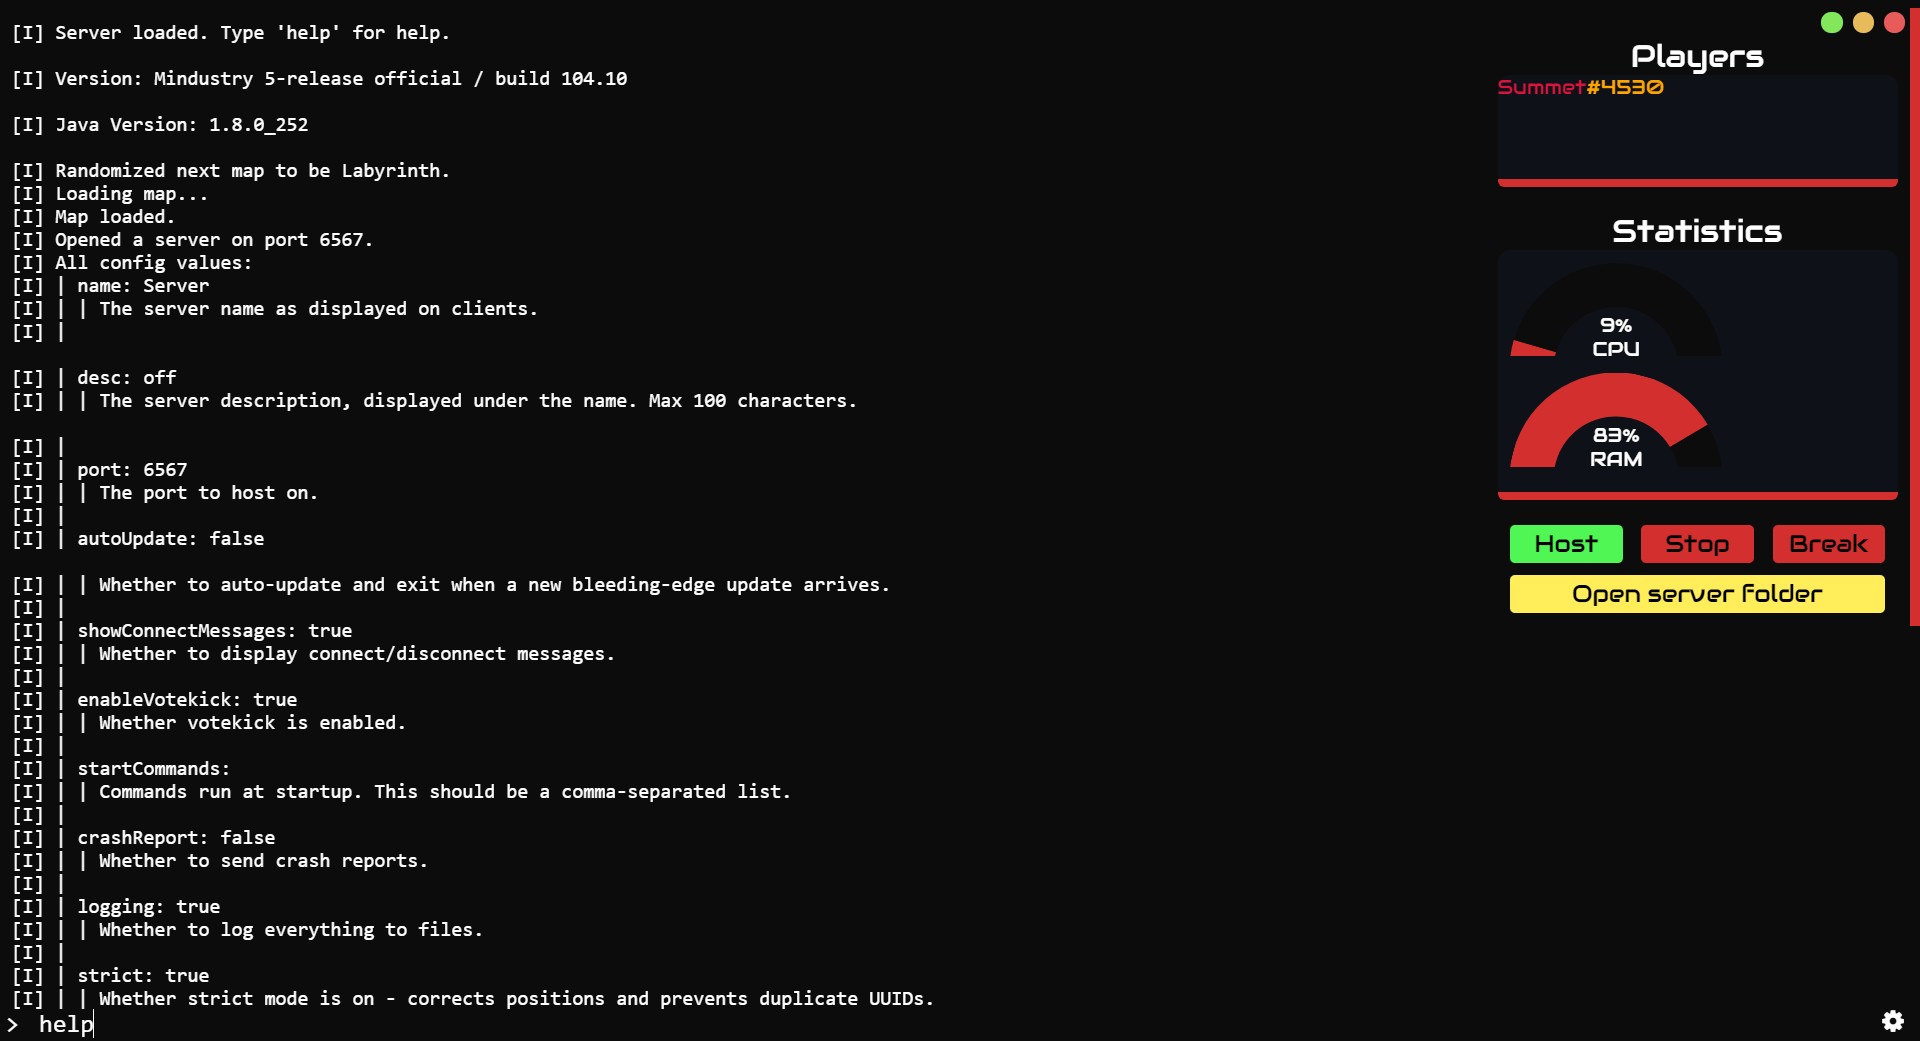 [I] Server loaded. Type 'help' for help.
[I] Version: Mindustry 5-release official / build 104.10
[I] Java Version: 1.8.0_252
[I] Randomized next map to be Labyrinth.
[I] Loading map...
[I] Map loaded.
[I] Opened a server on port 6567.
[I] All config values:
[I] | name: Server
[I] | | The server name as displayed on clients.
[I] |
[I] | desc: off
[I] | | The server description, displayed under the name. Max 100 characters.
[I] |
[I] | port: 6567
[I] | | The port to host on.
[I] |
[I] | autoUpdate: false
[I] | | Whether to auto-update and exit when a new bleeding-edge update arrives.
[I] |
[I] | showConnectMessages: true
[I] | | Whether to display connect/disconnect messages.
[I] |
[I] | enableVotekick: true
[I] | | Whether votekick is enabled.
[I] |
[I] | startCommands:
[I] | | Commands run at startup. This should be a comma-separated list.
[I] |
[I] | crashReport: false
[I] | | Whether to send crash reports.
[I] |
[I] | logging: true
[I] | | Whether to log everything to files.
[I] |
[I] | strict: true
[I] | | Whether strict mode is on - corrects positions and prevents duplicate UUIDs.
> help
Players
Summet#4530
Statistics
9%
CPU
83%
RAM
Host Stop Break
Open server folder